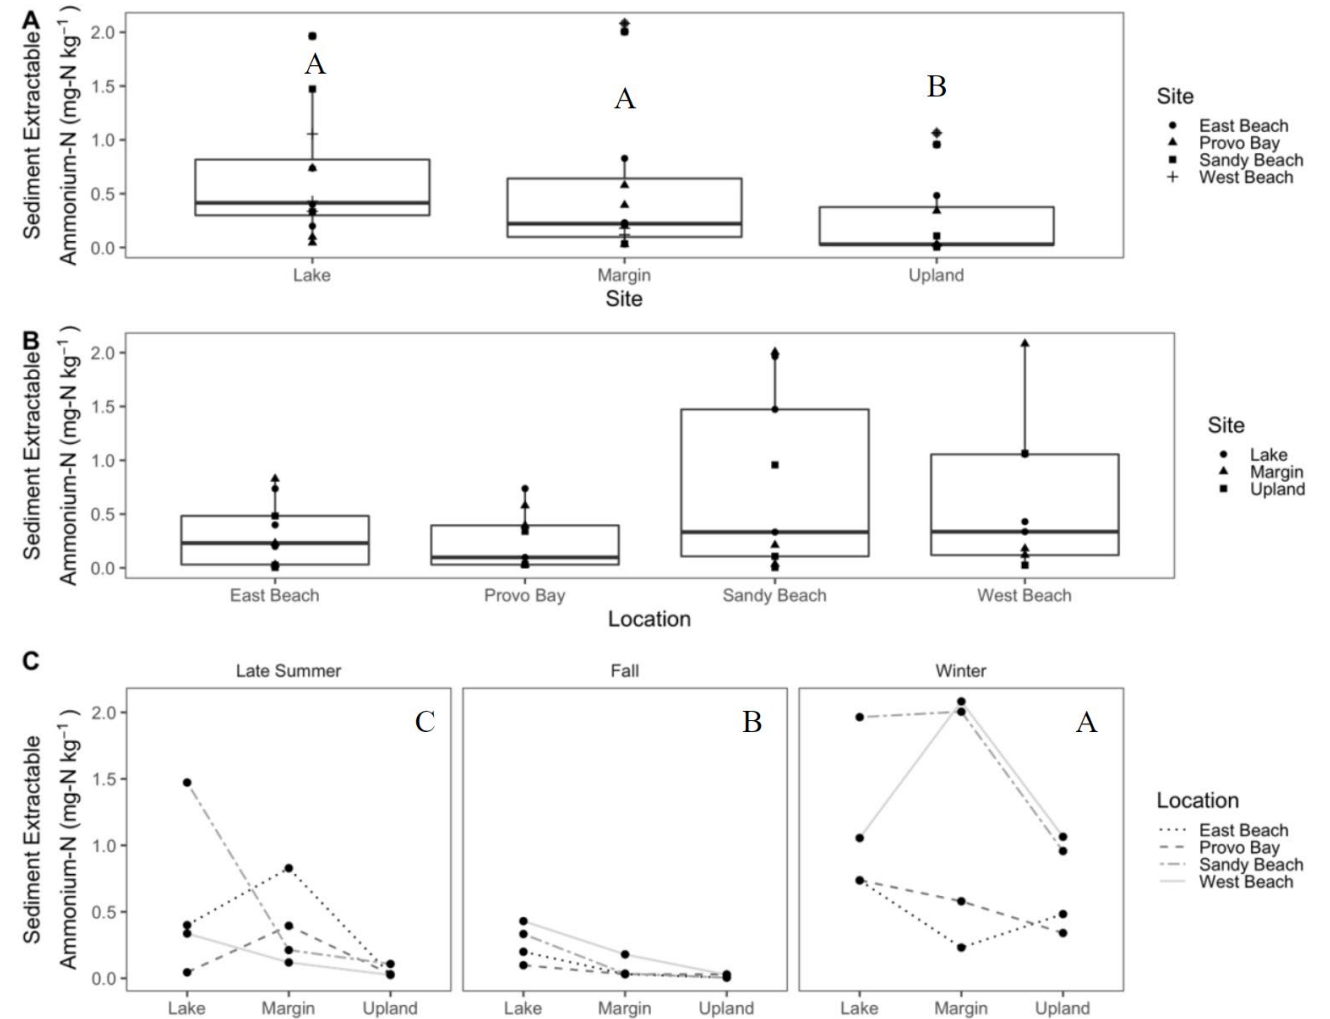 A
Sediment Extractable
Ammonium-N (mg-N kg⁻¹ )
2.0
1.5
1.0
0.5
0.0
A
A
B
Lake
Margin
Upland
Site
Site
East Beach
Provo Bay
Sandy Beach
West Beach
B
Sediment Extractable
Ammonium-N (mg-N kg⁻¹ )
2.0
1.5
1.0
0.5
0.0
East Beach
Provo Bay
Sandy Beach
West Beach
Location
Site
Lake
Margin
Upland
C
Late Summer
Fall
Winter
Sediment Extractable
Ammonium-N (mg-N kg⁻¹ )
2.0
1.5
1.0
0.5
0.0
C
B
A
Lake
Margin
Upland
Lake
Margin
Upland
Lake
Margin
Upland
Location
East Beach
Provo Bay
Sandy Beach
West Beach